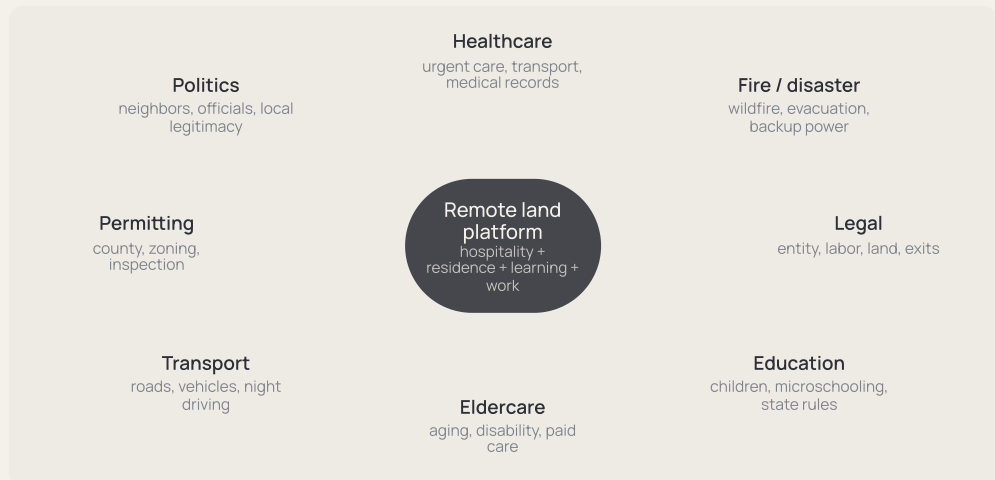 Healthcare
urgent care, transport,
medical records
Politics
neighbors, officials, local
legitimacy
Fire / disaster
wildfire, evacuation,
backup power
Permitting
county, zoning,
inspection
Remote land
platform
hospitality +
residence + learning +
work
Legal
entity, labor, land, exits
Transport
roads, vehicles, night
driving
Education
children, microschooling,
state rules
Eldercare
aging, disability, paid
care